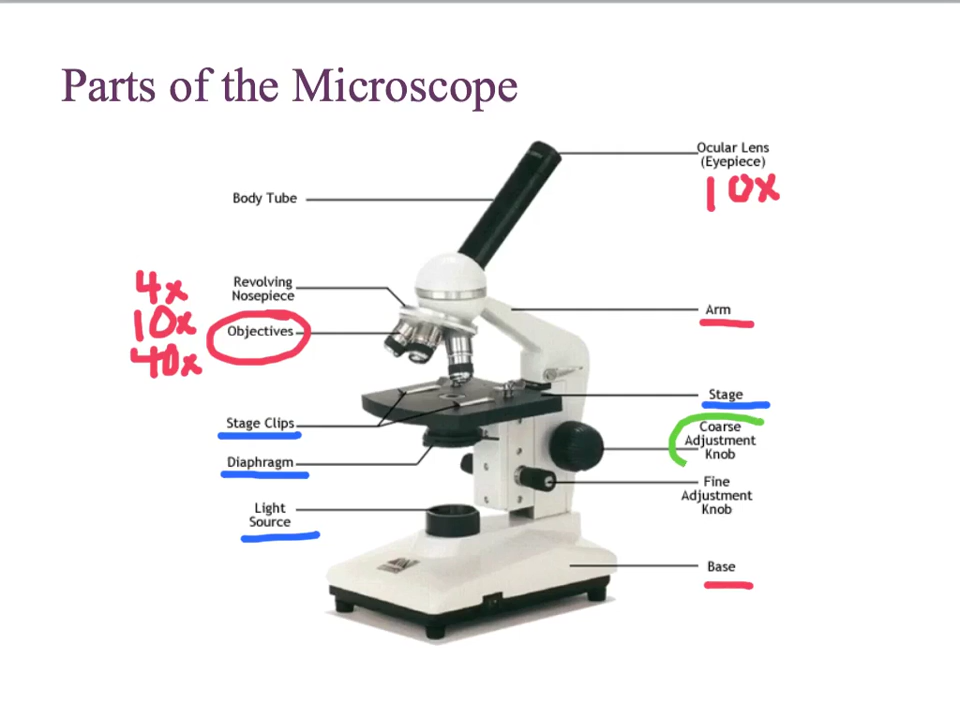 Parts of the Microscope
Ocular Lens
(Eyepiece)
10x
Body Tube
Revolving
Nosepiece
4x
10x
40x
Objectives
Arm
Stage
Stage Clips
Coarse
Adjustment
Knob
Diaphragm
Fine
Adjustment
Knob
Light
Source
Base